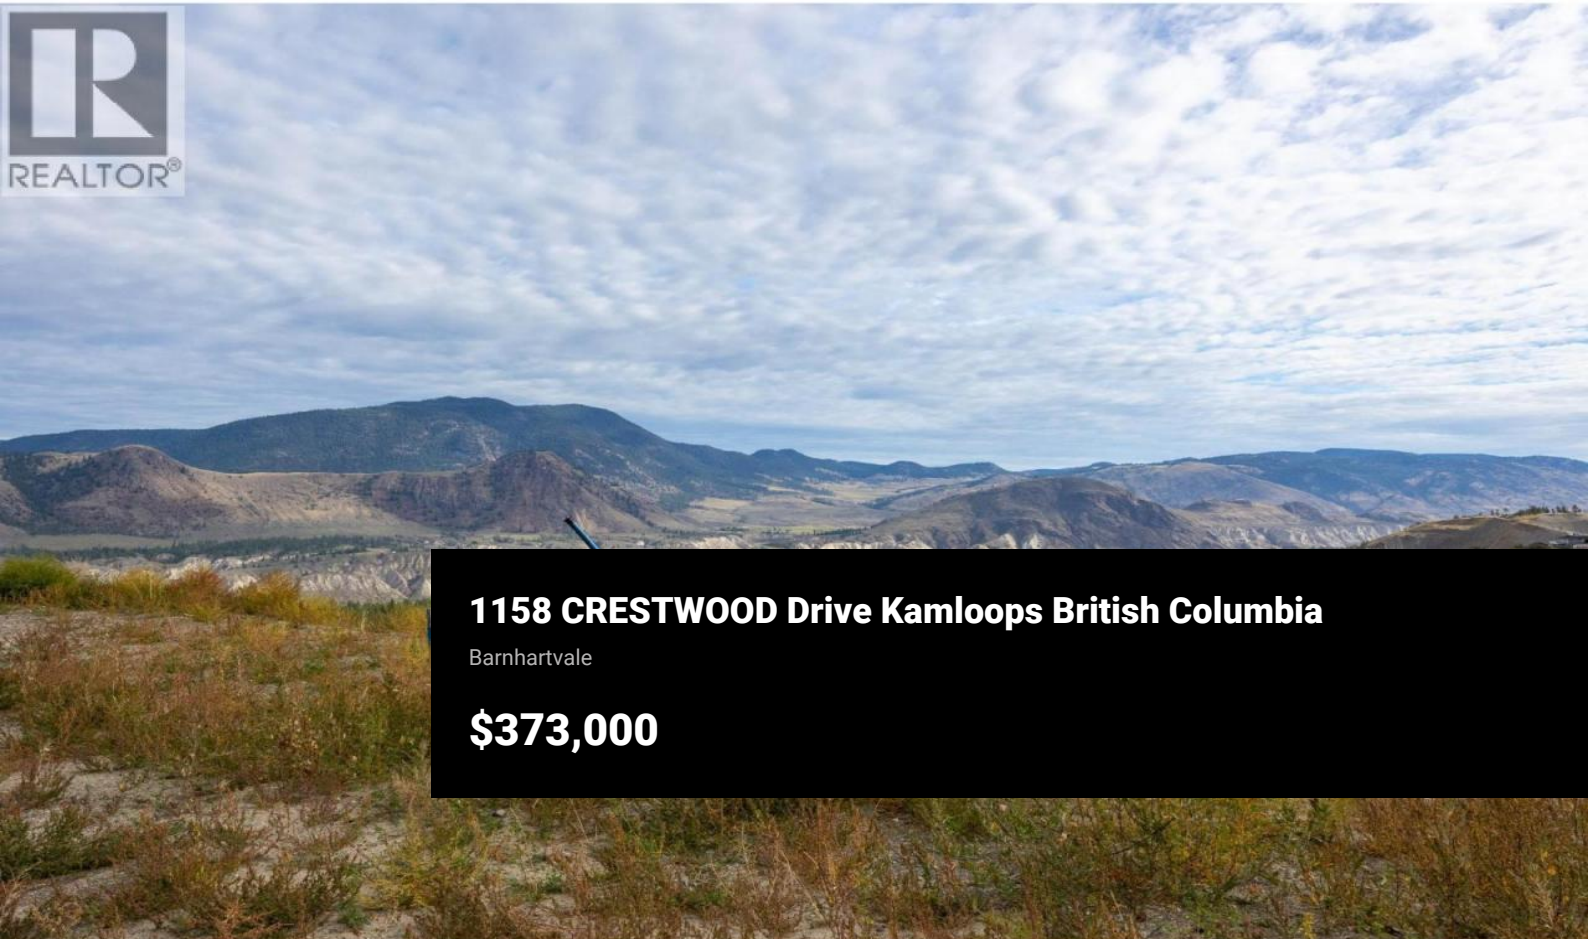 REALTOR®
1158 CRESTWOOD Drive Kamloops British Columbia
Barnhartvale
$373,000